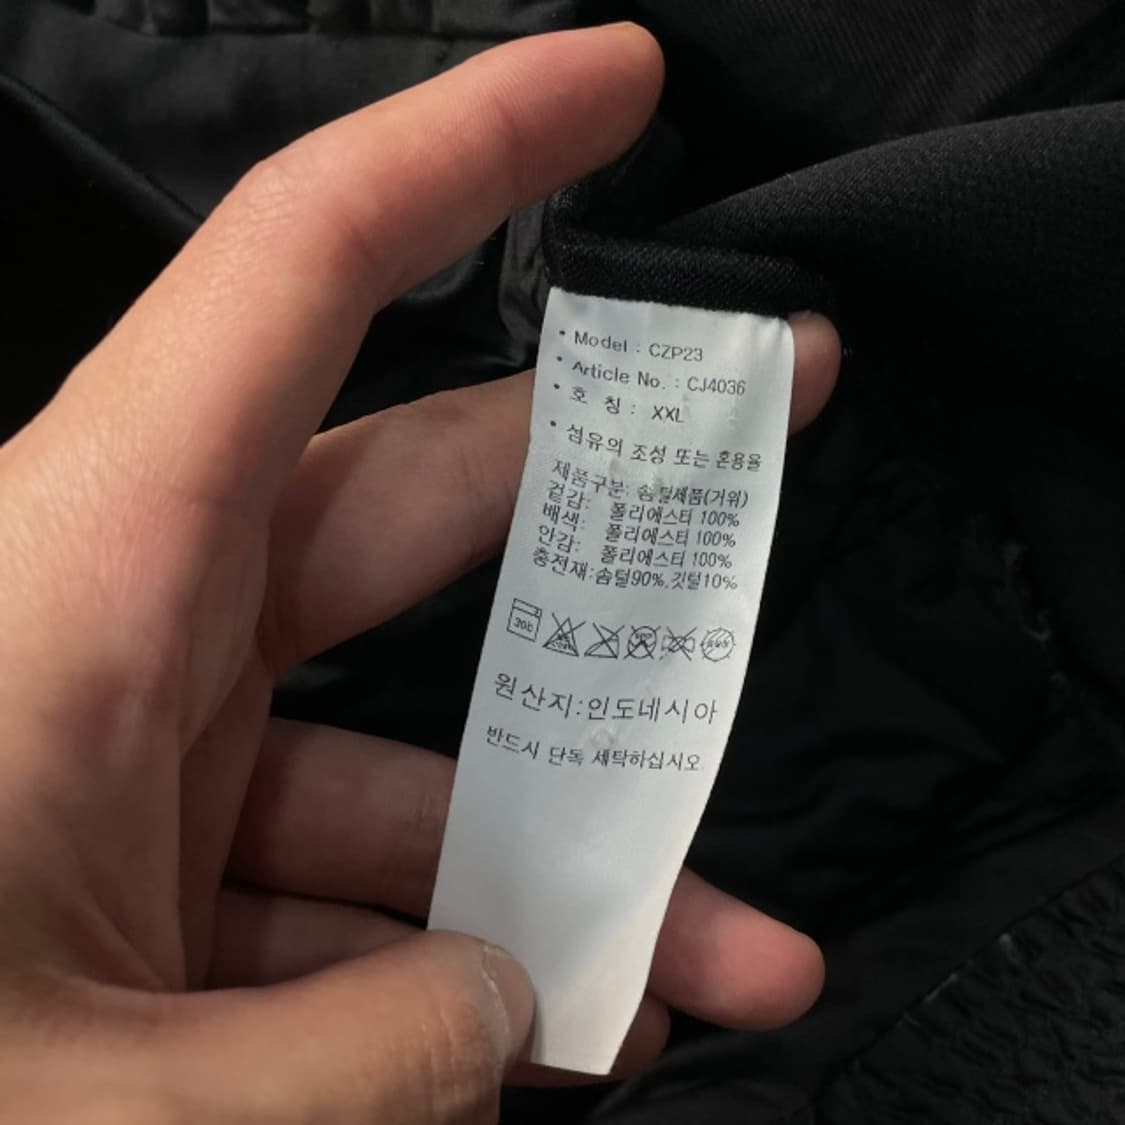 • Model : CZP23
• Article No. : CJ4036
• 호 칭 : XXL
• 섬유의 조성 또는 혼용율
제품구분: 솜털제품(거위)
겉감: 폴리에스터 100%
배색: 폴리에스터 100%
안감: 폴리에스터 100%
충전재:솜털90%,깃털10%
원산지:인도네시아
반드시 단독 세탁하십시오.